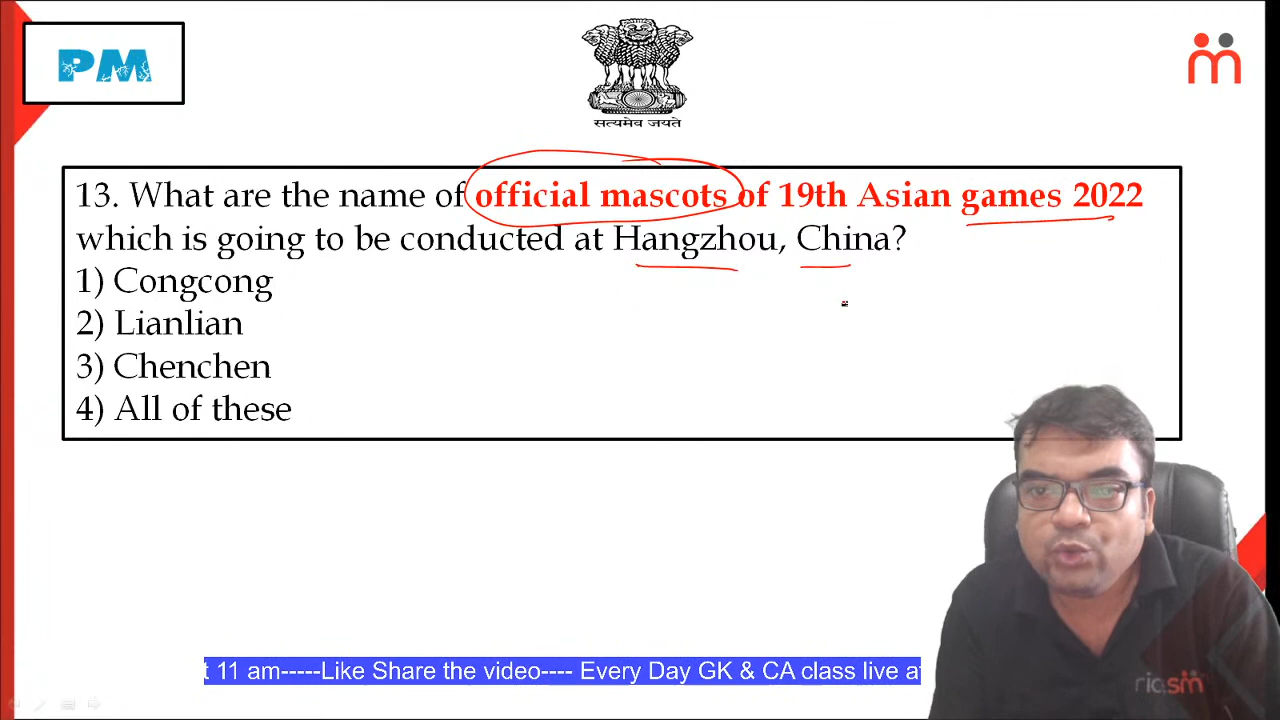 PM
सत्यमेव जयते
13. What are the name of official mascots of 19th Asian games 2022
which is going to be conducted at Hangzhou, China?
1) Congcong
2) Lianlian
3) Chenchen
4) All of these
11 am-----Like Share the video---- Every Day GK & CA class live at